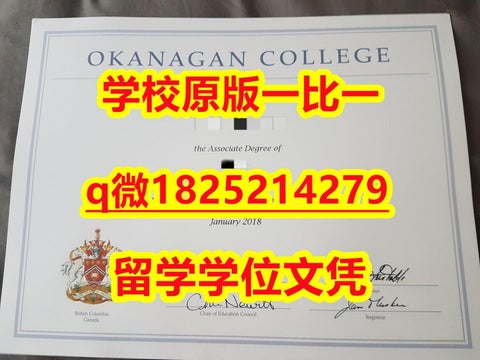 OKANAGAN COLLEGE
学校原版一比一
the Associate Degree of
q微1825214279
January 2018
留学学位文凭
British Columbia
Canada
Chair of Education Council
Registrar